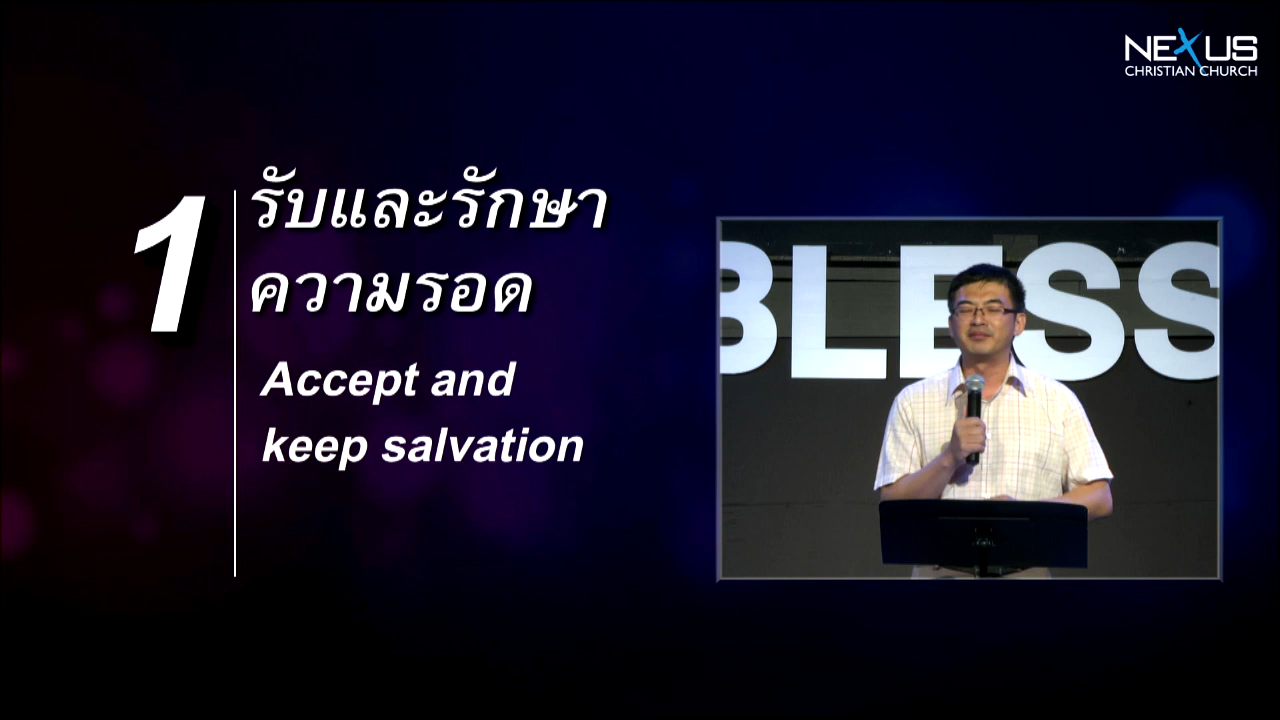 NEXUS
CHRISTIAN CHURCH
1
รับและรักษา
ความรอด
Accept and
keep salvation
BLESS